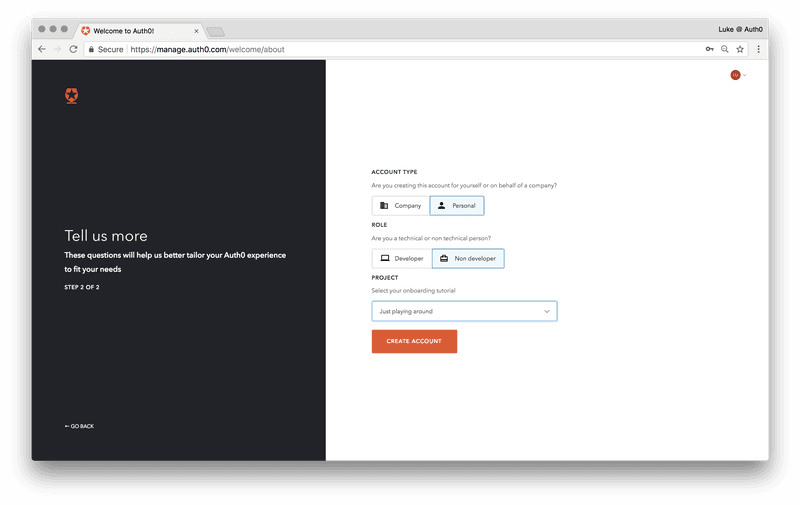 Welcome to Auth0!
Luke @ Auth0
Secure
https://manage.auth0.com/welcome/about
Tell us more
These questions will help us better tailor your Auth0 experience
to fit your needs
STEP 2 OF 2
← GO BACK
ACCOUNT TYPE
Are you creating this account for yourself or on behalf of a company?
Company
Personal
ROLE
Are you a technical or non technical person?
Developer
Non developer
PROJECT
Select your onboarding tutorial
Just playing around
CREATE ACCOUNT